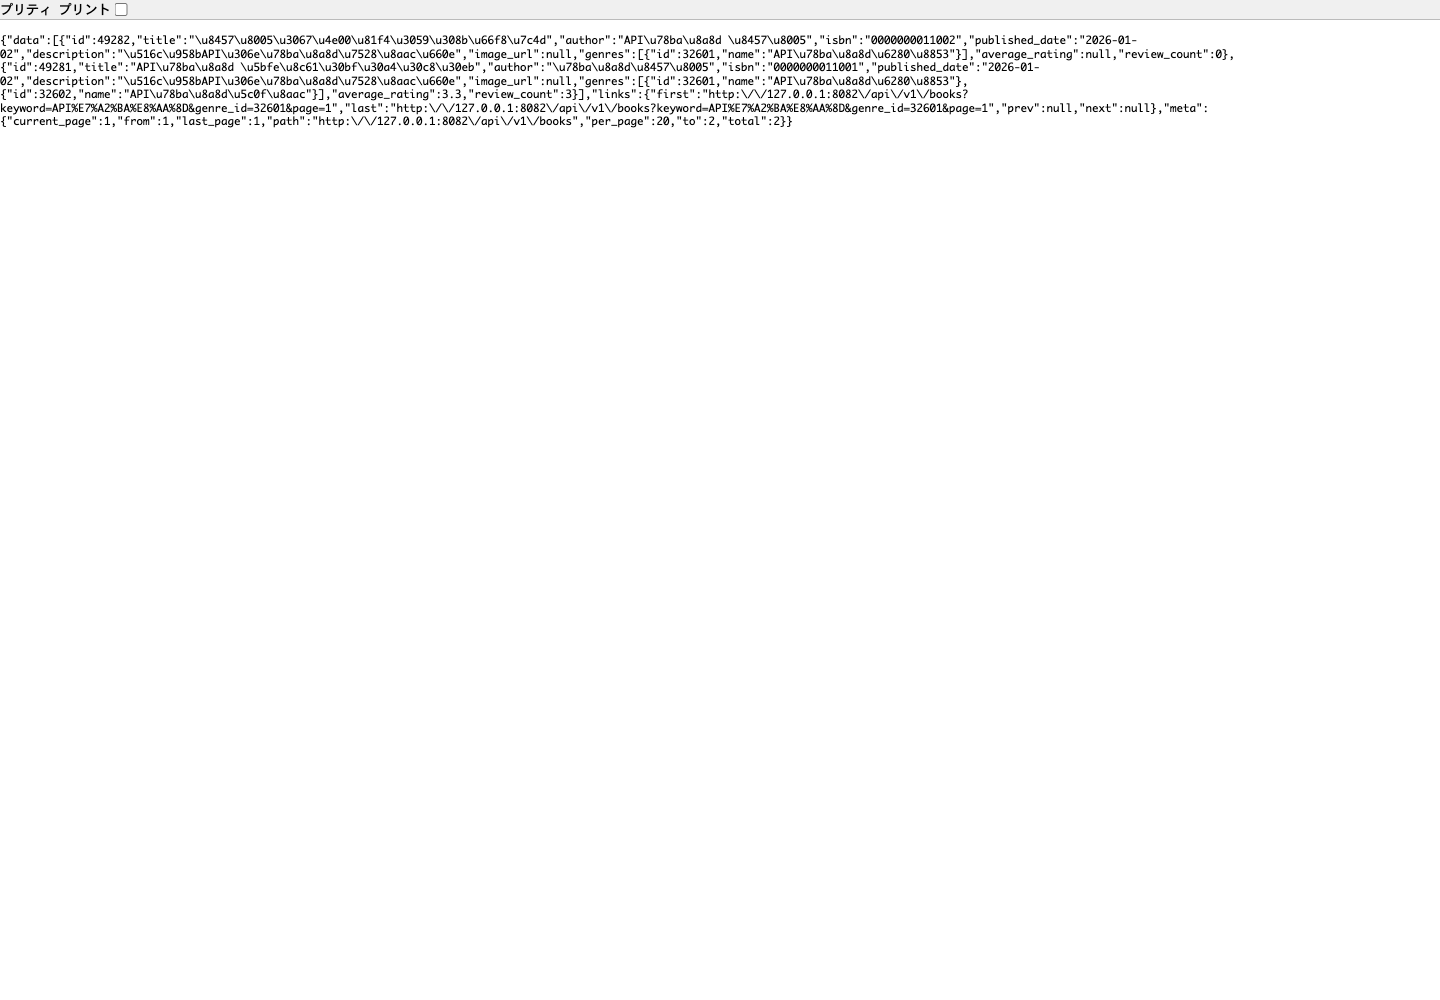 プリティ プリント
{"data":[{"id":49282,"title":"\u8457\u8005\u3067\u4e00\u81f4\u3059\u308b\u66f8\u7c4d","author":"API\u78ba\u8a8d \u8457\u8005","isbn":"0000000011002","published_date":"2026-01-
02","description":"\u516c\u958bAPI\u306e\u78ba\u8a8d\u7528\u8aac\u660e","image_url":null,"genres":[{"id":32601,"name":"API\u78ba\u8a8d\u6280\u8853"}],"average_rating":null,"review_count":0},
{"id":49281,"title":"API\u78ba\u8a8d \u5bfe\u8c61\u30bf\u30a4\u30c8\u30eb","author":"\u78ba\u8a8d\u8457\u8005","isbn":"0000000011001","published_date":"2026-01-
02","description":"\u516c\u958bAPI\u306e\u78ba\u8a8d\u7528\u8aac\u660e","image_url":null,"genres":[{"id":32601,"name":"API\u78ba\u8a8d\u6280\u8853"},
{"id":32602,"name":"API\u78ba\u8a8d\u5c0f\u8aac"}],"average_rating":3.3,"review_count":3}],"links":{"first":"http:\/\/127.0.0.1:8082\/api\/v1\/books?
keyword=API%E7%A2%BA%E8%AA%8D&genre_id=32601&page=1","last":"http:\/\/127.0.0.1:8082\/api\/v1\/books?keyword=API%E7%A2%BA%E8%AA%8D&genre_id=32601&page=1","prev":null,"next":null},"meta":
{"current_page":1,"from":1,"last_page":1,"path":"http:\/\/127.0.0.1:8082\/api\/v1\/books","per_page":20,"to":2,"total":2}}